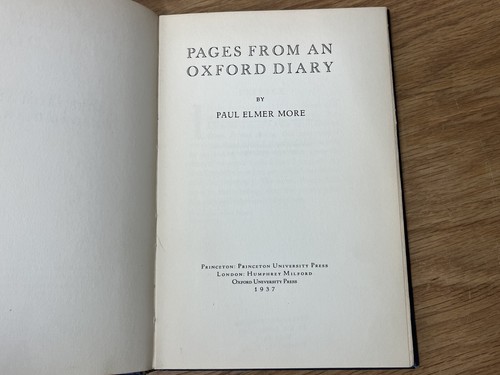 PAGES FROM AN
OXFORD DIARY
BY
PAUL ELMER MORE
PRINCETON: PRINCETON UNIVERSITY PRESS
LONDON: HUMPHREY MILFORD
OXFORD UNIVERSITY PRESS
1937